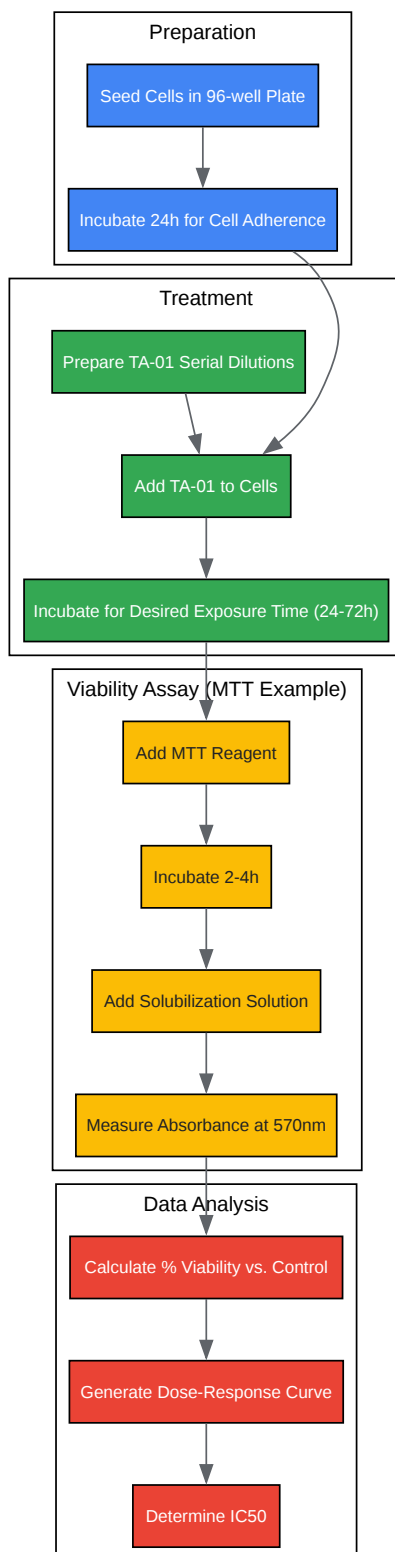 Preparation
Seed Cells in 96-well Plate
Incubate 24h for Cell Adherence
Treatment
Prepare TA-01 Serial Dilutions
Add TA-01 to Cells
Incubate for Desired Exposure Time (24-72h)
Viability Assay (MTT Example)
Add MTT Reagent
Incubate 2-4h
Add Solubilization Solution
Measure Absorbance at 570nm
Data Analysis
Calculate % Viability vs. Control
Generate Dose-Response Curve
Determine IC50